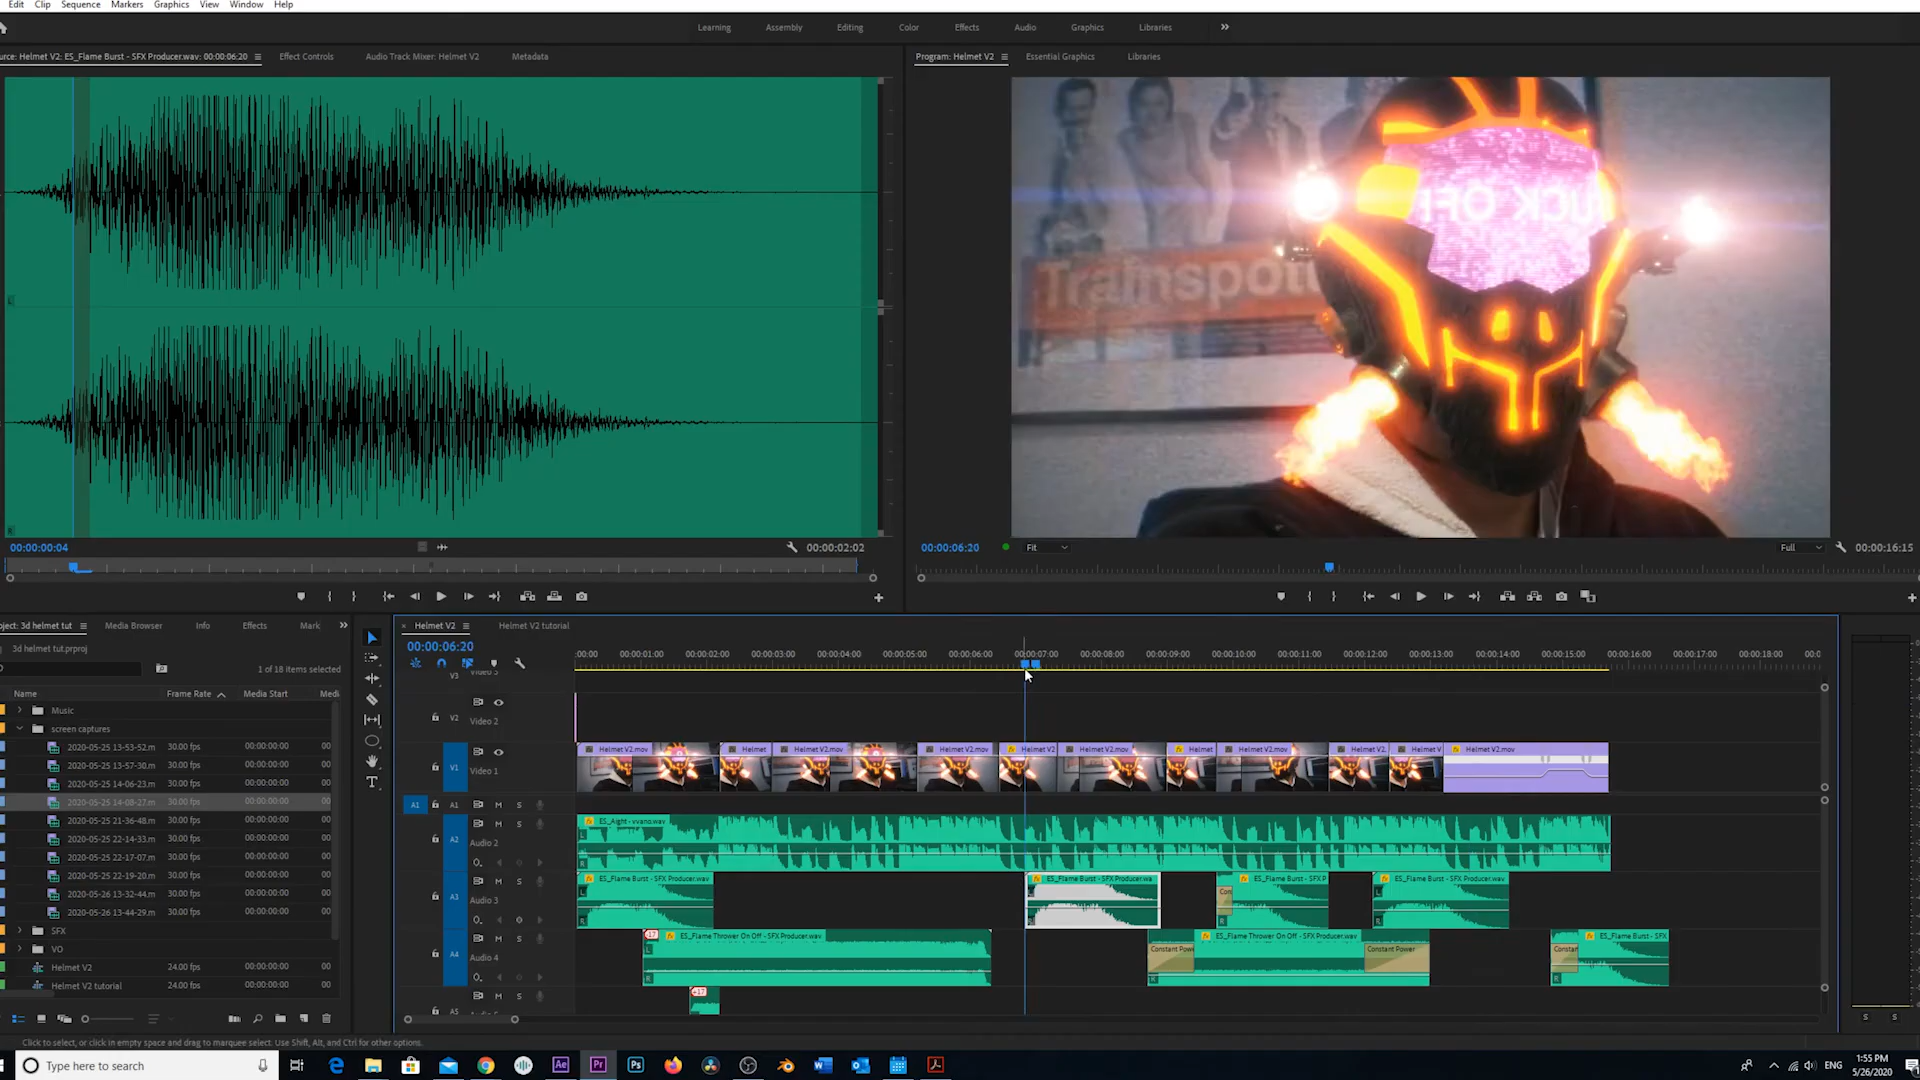 Edit Clip Sequence Markers Graphics View Window Help
Learning Assembly Editing Color Effects Audio Graphics Libraries
urce: Helmet V2: ES_Flame Burst - SFX Producer.wav: 00:00:06:20 Effect Controls Audio Track Mixer: Helmet V2 Metadata
Program: Helmet V2 Essential Graphics Libraries
UCK OFF
Trainspott
00:00:00:04 00:00:02:02
00:00:06:20 Fit Full 00:00:16:15
oject: 3d helmet tut Media Browser Info Effects Mark
3d helmet tut.prproj
1 of 18 items selected
Name Frame Rate Media Start Medi
Music
screen captures
2020-05-25 13-53-52.m 30.00 fps 00:00:00:00 00
2020-05-25 13-57-30.m 30.00 fps 00:00:00:00 00
2020-05-25 14-06-23.m 30.00 fps 00:00:00:00 00
2020-05-25 14-08-27.m 30.00 fps 00:00:00:00 00
2020-05-25 21-36-48.m 30.00 fps 00:00:00:00 00
2020-05-25 22-14-33.m 30.00 fps 00:00:00:00 00
2020-05-25 22-17-07.m 30.00 fps 00:00:00:00 00
2020-05-25 22-19-20.m 30.00 fps 00:00:00:00 00
2020-05-26 13-32-44.m 30.00 fps 00:00:00:00 00
2020-05-26 13-44-29.m 30.00 fps 00:00:00:00 00
SFX
VO
Helmet V2 24.00 fps 00:00:00:00 00
Helmet V2 tutorial 24.00 fps 00:00:00:00 00
Helmet V2 Helmet V2 tutorial
00:00:06:20
:00:00 00:00:01:00 00:00:02:00 00:00:03:00 00:00:04:00 00:00:05:00 00:00:06:00 00:00:07:00 00:00:08:00 00:00:09:00 00:00:10:00 00:00:11:00 00:00:12:00 00:00:13:00 00:00:14:00 00:00:15:00 00:00:16:00 00:00:17:00 00:00:18:00 00:0
V3 Video 3
V2 Video 2
V1 Video 1
Helmet V2.mov Helmet Helmet V2.mov Helmet V2.mov Helmet V2 Helmet V2.mov Helmet Helmet V2.mov Helmet V2. Helmet V Helmet V2.mov
A1 A1 M S
A2 M S Audio 2
ES_Aight - vvano.wav
L
R
A3 M S Audio 3
ES_Flame Burst - SFX Producer.wav ES_Flame Burst - SFX Producer.wa Con ES_Flame Burst - SFX P ES_Flame Burst - SFX Producer.wav
A4 M S Audio 4
-17 ES_Flame Thrower On Off - SFX Producer.wav ES_Flame Thrower On Off - SFX Producer.wav ES_Flame Burst - SFX
Constant Pow Constant Power Constan
A5 M S
+17
S S
Click to select, or click in empty space and drag to marquee select. Use Shift, Alt, and Ctrl for other options.
Type here to search
Ae Pr Ps
ENG
1:55 PM
5/26/2020